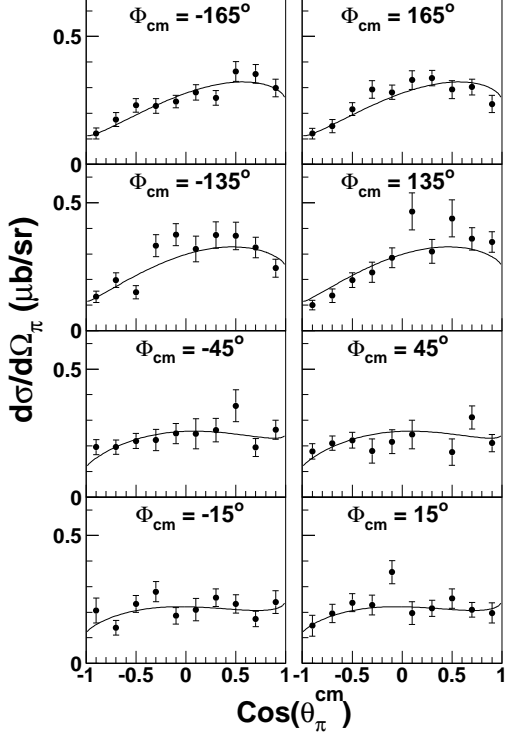 Φcm = -165°
Φcm = 165°
0.5
0
Φcm = -135°
Φcm = 135°
0.5
0
Φcm = -45°
Φcm = 45°
0.5
0
Φcm = -15°
Φcm = 15°
0.5
0
-1 -0.5 0 0.5 1
-1 -0.5 0 0.5 1
dσ/dΩπ (μb/sr)
Cos(θπcm)